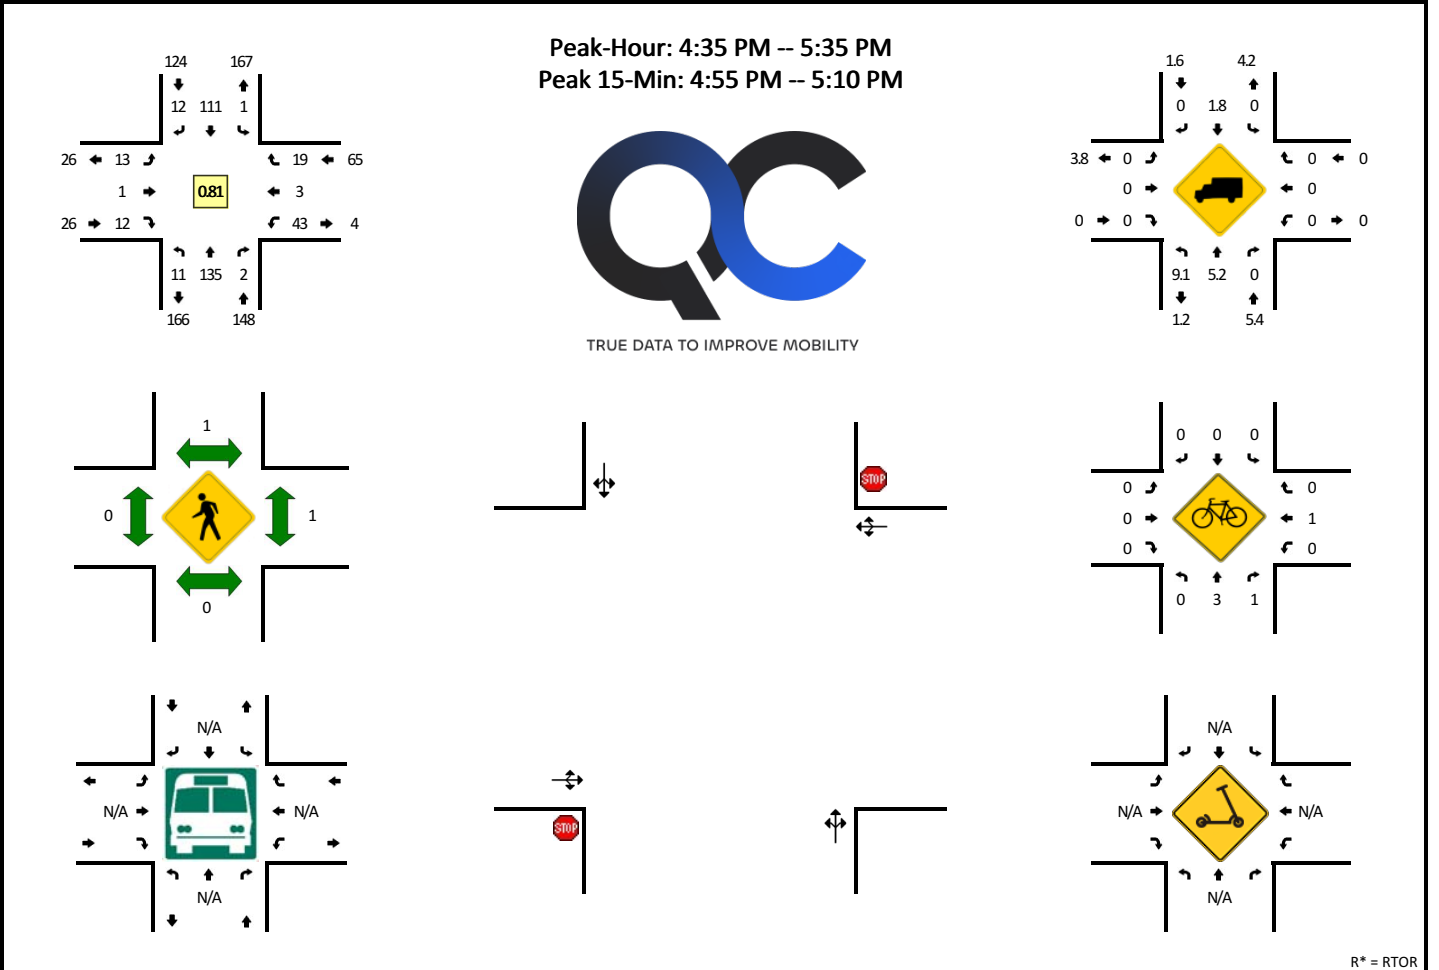 Peak-Hour: 4:35 PM -- 5:35 PM
Peak 15-Min: 4:55 PM -- 5:10 PM
124 167
12 111 1
26 13 19 65
1 0.81 3
26 12 43 4
11 135 2
166 148
QC
TRUE DATA TO IMPROVE MOBILITY
1.6 4.2
0 1.8 0
3.8 0 0 0
0 0
0 0 0 0
9.1 5.2 0
1.2 5.4
1
0 1
0
STOP
STOP
0 0 0
0 0
0 1
0 0
0 3 1
N/A
N/A N/A
N/A
N/A
N/A N/A
N/A
R* = RTOR